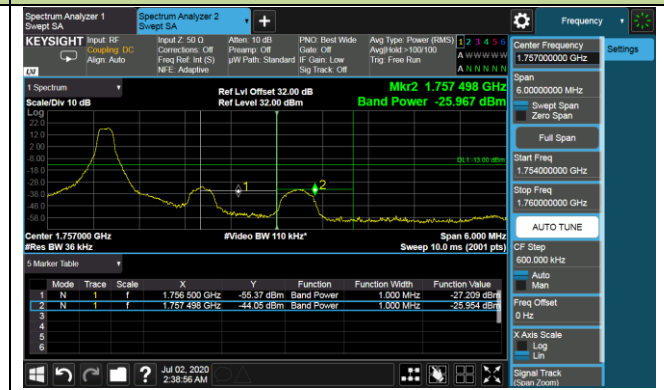 Spectrum Analyzer 1
Swept SA
Spectrum Analyzer 2
Swept SA
Frequency
KEYSIGHT
Input: RF
Coupling: DC
Align: Auto
Input Z: 50 Ω
Corrections: Off
Freq Ref: Int (S)
NFE: Adaptive
Atten: 10 dB
Preamp: Off
µW Path: Standard
PNO: Best Wide
Gate: Off
IF Gain: Low
Sig Track: Off
Avg Type: Power (RMS)
Avg|Hold:>100/100
Trig: Free Run
1 2 3 4 5 6
A W W W W W
A N N N N N
LXI
1 Spectrum
Scale/Div 10 dB
Ref Lvl Offset 32.00 dB
Ref Level 32.00 dBm
Mkr2 1.757 498 GHz
Band Power -25.967 dBm
Log
22.0
12.0
2.00
-8.00
-18.0
-28.0
-38.0
-48.0
-58.0
DL1 -13.00 dBm
1
2
Center 1.757000 GHz
#Res BW 36 kHz
#Video BW 110 kHz*
Span 6.000 MHz
Sweep 10.0 ms (2001 pts)
5 Marker Table
Mode Trace Scale X Y Function Function Width Function Value
1 N 1 f 1.756 500 GHz -55.37 dBm Band Power 1.000 MHz -27.209 dBm
2 N 1 f 1.757 498 GHz -44.05 dBm Band Power 1.000 MHz -25.954 dBm
3
4
5
6
Jul 02, 2020
2:38:56 AM
Center Frequency
1.757000000 GHz
Settings
Span
6.00000000 MHz
Swept Span
Zero Span
Full Span
Start Freq
1.754000000 GHz
Stop Freq
1.760000000 GHz
AUTO TUNE
CF Step
600.000 kHz
Auto
Man
Freq Offset
0 Hz
X Axis Scale
Log
Lin
Signal Track
(Span Zoom)